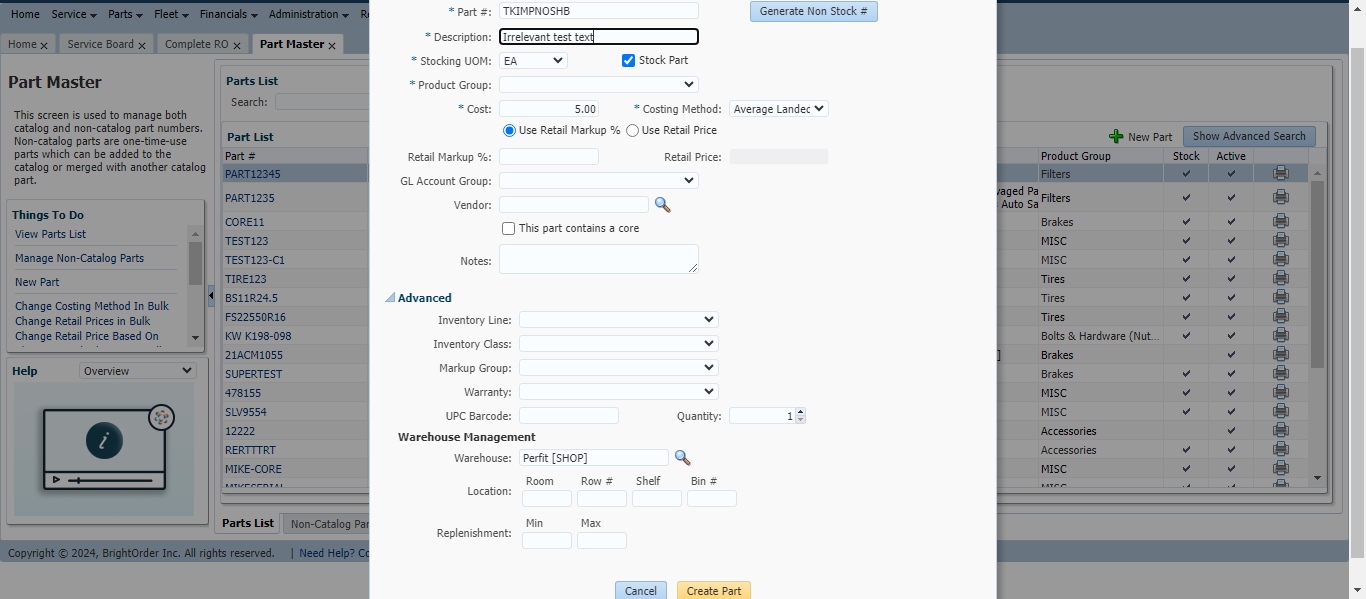 Home Service Parts Fleet Financials Administration Re
Home Service Board Complete RO Part Master
Part Master
This screen is used to manage both
catalog and non-catalog part numbers.
Non-catalog parts are one-time-use
parts which can be added to the
catalog or merged with another catalog
part.
Things To Do
View Parts List
Manage Non-Catalog Parts
New Part
Change Costing Method In Bulk
Change Retail Prices in Bulk
Change Retail Price Based On
Help Overview
Parts List
Search:
Part List
Part #
PART12345
PART1235
CORE11
TEST123
TEST123-C1
TIRE123
BS11R24.5
FS22550R16
KW K198-098
21ACM1055
SUPERTEST
478155
SLV9554
12222
RERTTTRT
MIKE-CORE
MIKESERIAL
Parts List Non-Catalog Par
Copyright © 2024, BrightOrder Inc. All rights reserved. | Need Help? Co
* Part #: TKIMPNOSHB Generate Non Stock #
* Description: Irrelevant test text
* Stocking UOM: EA Stock Part
* Product Group:
* Cost: 5.00 * Costing Method: Average Landed
Use Retail Markup % Use Retail Price
Retail Markup %: Retail Price:
GL Account Group:
Vendor:
This part contains a core
Notes:
Advanced
Inventory Line:
Inventory Class:
Markup Group:
Warranty:
UPC Barcode: Quantity: 1
Warehouse Management
Warehouse: Perfit [SHOP]
Room Row # Shelf Bin #
Location:
Min Max
Replenishment:
Cancel Create Part
New Part Show Advanced Search
Product Group Stock Active
Filters
vaged Pa
Auto Sa
Filters
Brakes
MISC
MISC
Tires
Tires
Tires
Bolts & Hardware (Nut...
] Brakes
Brakes
MISC
MISC
Accessories
Accessories
MISC
MISC